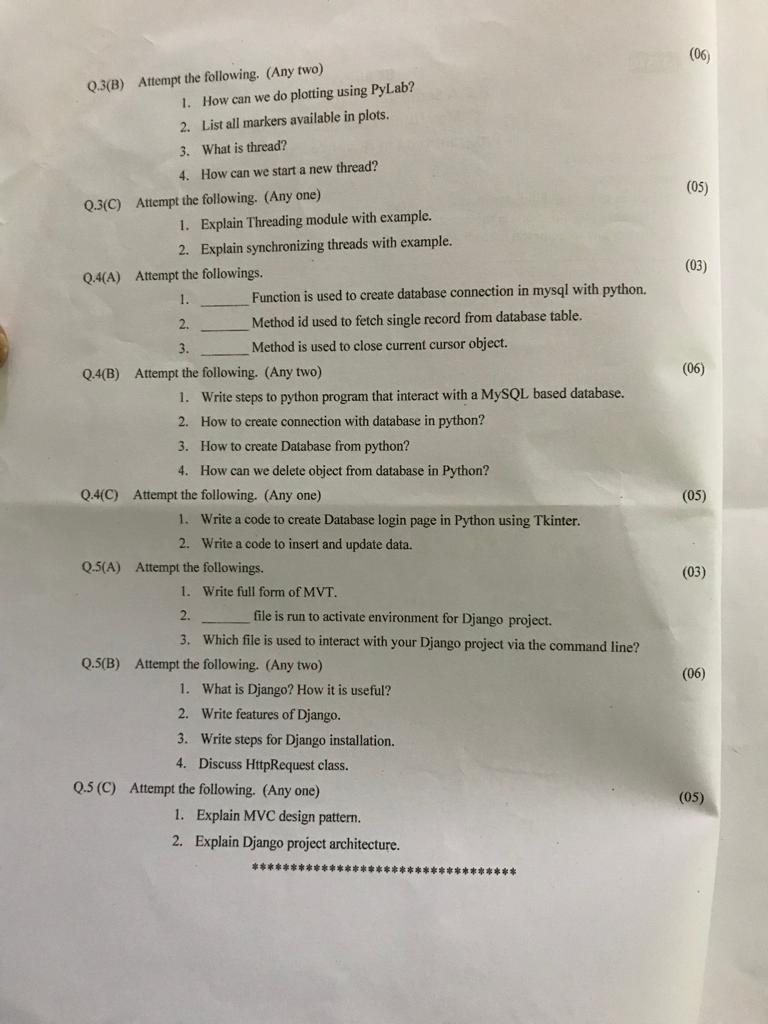 (06)
Q.3(B) Attempt the following. (Any two)
1. How can we do plotting using PyLab?
2. List all markers available in plots.
3. What is thread?
4. How can we start a new thread?
Q.3(C) Attempt the following. (Any one) (05)
1. Explain Threading module with example.
2. Explain synchronizing threads with example.
Q.4(A) Attempt the followings. (03)
1. _______ Function is used to create database connection in mysql with python.
2. _______ Method id used to fetch single record from database table.
3. _______ Method is used to close current cursor object.
Q.4(B) Attempt the following. (Any two) (06)
1. Write steps to python program that interact with a MySQL based database.
2. How to create connection with database in python?
3. How to create Database from python?
4. How can we delete object from database in Python?
Q.4(C) Attempt the following. (Any one) (05)
1. Write a code to create Database login page in Python using Tkinter.
2. Write a code to insert and update data.
Q.5(A) Attempt the followings. (03)
1. Write full form of MVT.
2. _______ file is run to activate environment for Django project.
3. Which file is used to interact with your Django project via the command line?
Q.5(B) Attempt the following. (Any two) (06)
1. What is Django? How it is useful?
2. Write features of Django.
3. Write steps for Django installation.
4. Discuss HttpRequest class.
Q.5 (C) Attempt the following. (Any one) (05)
1. Explain MVC design pattern.
2. Explain Django project architecture.
***********************************